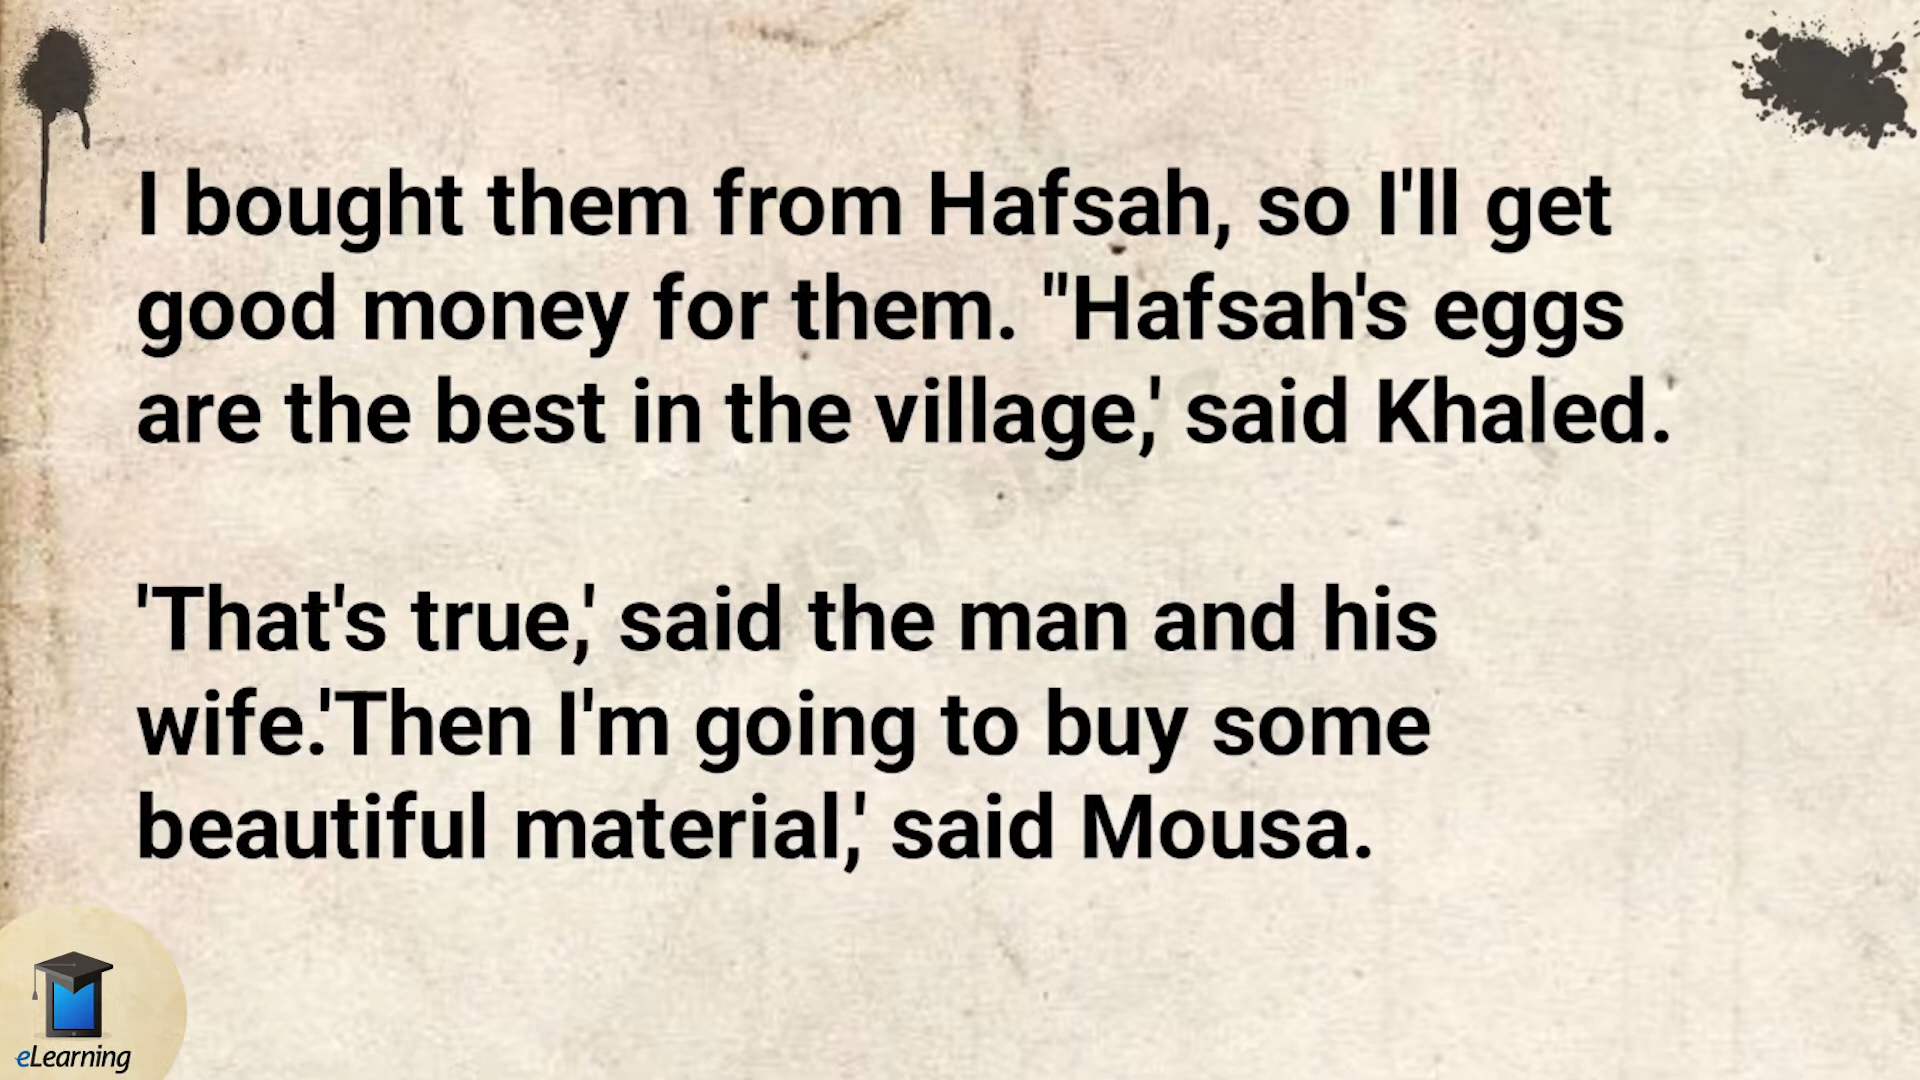 I bought them from Hafsah, so I'll get
good money for them. "Hafsah's eggs
are the best in the village,' said Khaled.
'That's true,' said the man and his
wife.'Then I'm going to buy some
beautiful material,' said Mousa.
eLearning